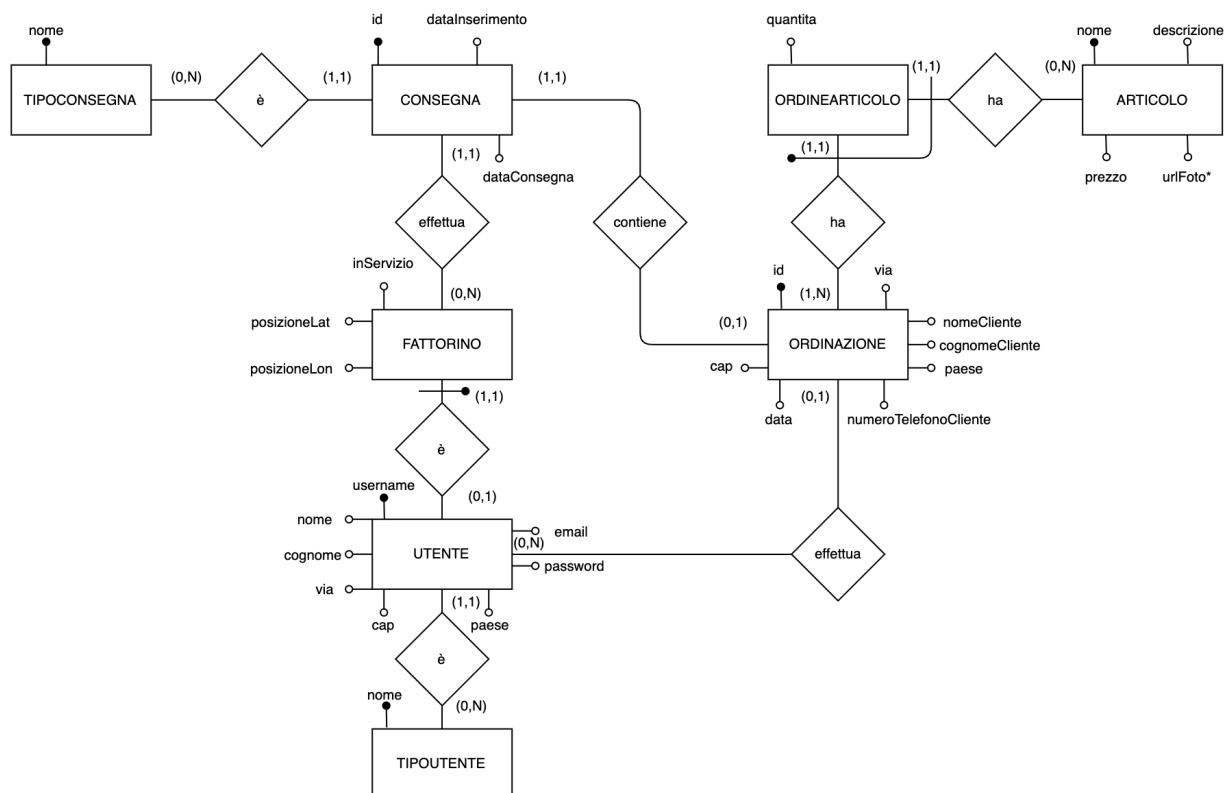 nome
id
dataInserimento
quantita
nome
descrizione
(0,N)
(1,1)
(1,1)
(1,1)
(0,N)
TIPOCONSEGNA
è
CONSEGNA
ORDINEARTICOLO
ha
ARTICOLO
(1,1)
(1,1)
dataConsegna
prezzo
urlFoto*
effettua
contiene
ha
inServizio
id
via
(0,N)
(1,N)
posizioneLat
(0,1)
nomeCliente
FATTORINO
ORDINAZIONE
cognomeCliente
posizioneLon
cap
paese
(1,1)
(0,1)
data
numeroTelefonoCliente
è
username
(0,1)
nome
email
(0,N)
cognome
UTENTE
effettua
password
via
(1,1)
cap
paese
è
nome
(0,N)
TIPOUTENTE